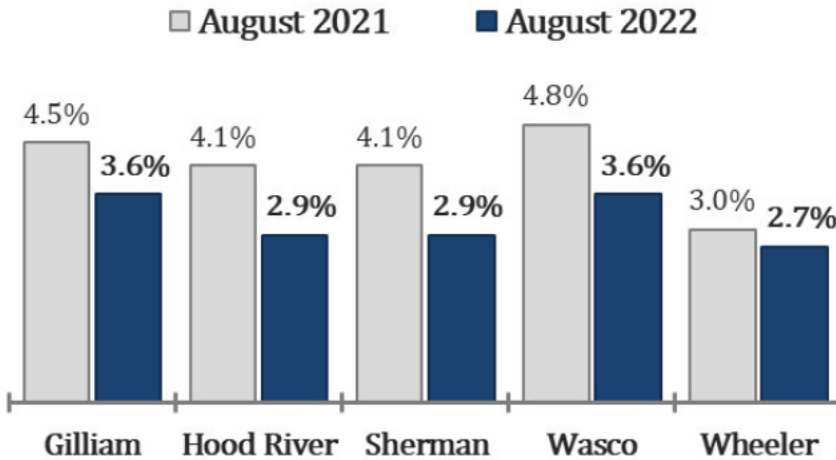 August 2021 August 2022
4.5% 3.6% 4.1% 2.9% 4.1% 2.9% 4.8% 3.6% 3.0% 2.7%
Gilliam Hood River Sherman Wasco Wheeler